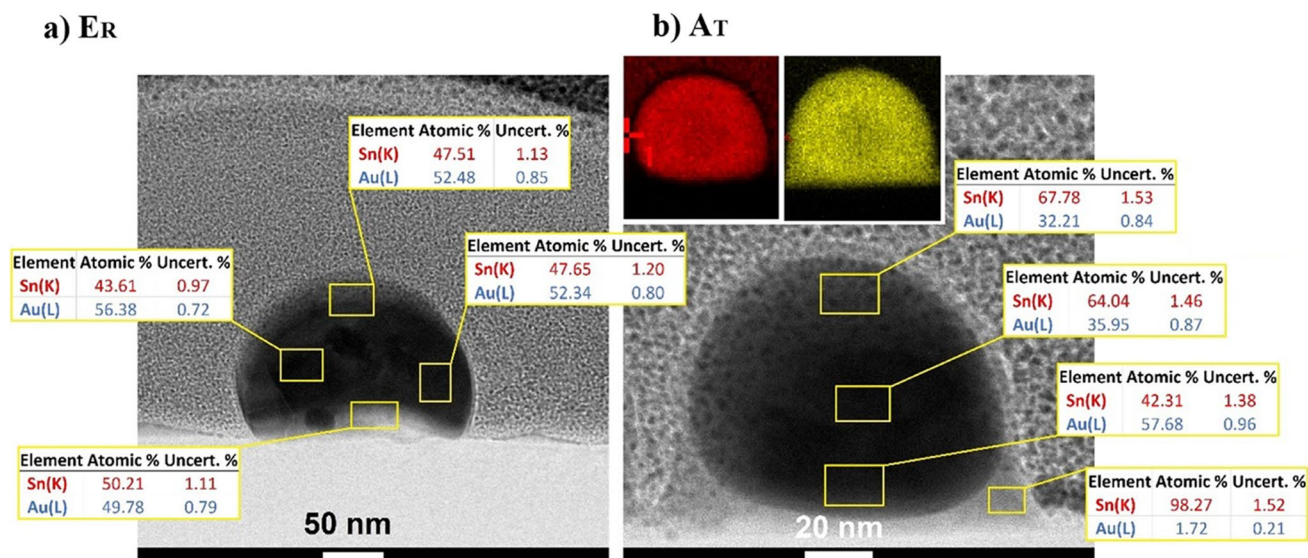 a) ER
b) AT
Element Atomic % Uncert. %
Sn(K) 47.51 1.13
Au(L) 52.48 0.85
Element Atomic % Uncert. %
Sn(K) 43.61 0.97
Au(L) 56.38 0.72
Element Atomic % Uncert. %
Sn(K) 47.65 1.20
Au(L) 52.34 0.80
Element Atomic % Uncert. %
Sn(K) 50.21 1.11
Au(L) 49.78 0.79
50 nm
Element Atomic % Uncert. %
Sn(K) 67.78 1.53
Au(L) 32.21 0.84
Element Atomic % Uncert. %
Sn(K) 64.04 1.46
Au(L) 35.95 0.87
Element Atomic % Uncert. %
Sn(K) 42.31 1.38
Au(L) 57.68 0.96
Element Atomic % Uncert. %
Sn(K) 98.27 1.52
Au(L) 1.72 0.21
20 nm